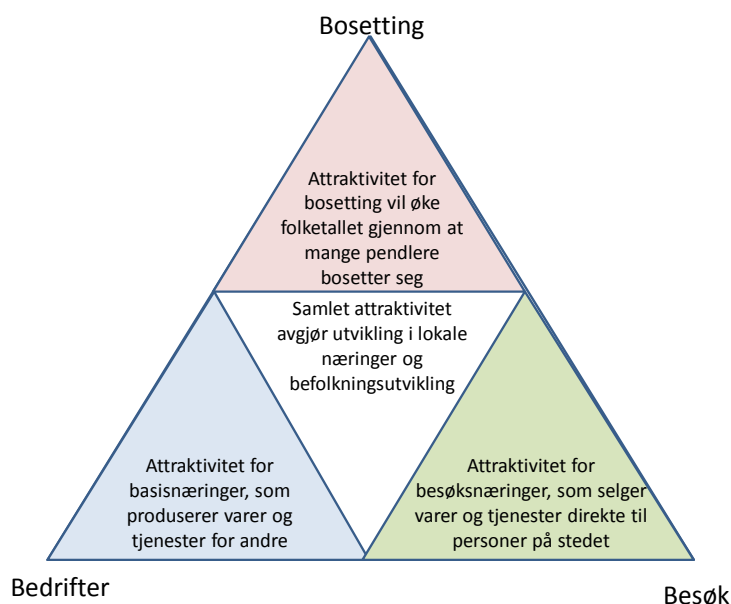 Bosetting
Attraktivitet for
bosetting vil øke
folketallet gjennom at
mange pendlere
bosetter seg
Samlet attraktivitet
avgjør utvikling i lokale
næringer og
befolkningsutvikling
Attraktivitet for
basisnæringer, som
produserer varer og
tjenester for andre
Attraktivitet for
besøksnæringer, som selger
varer og tjenester direkte til
personer på stedet
Bedrifter
Besøk